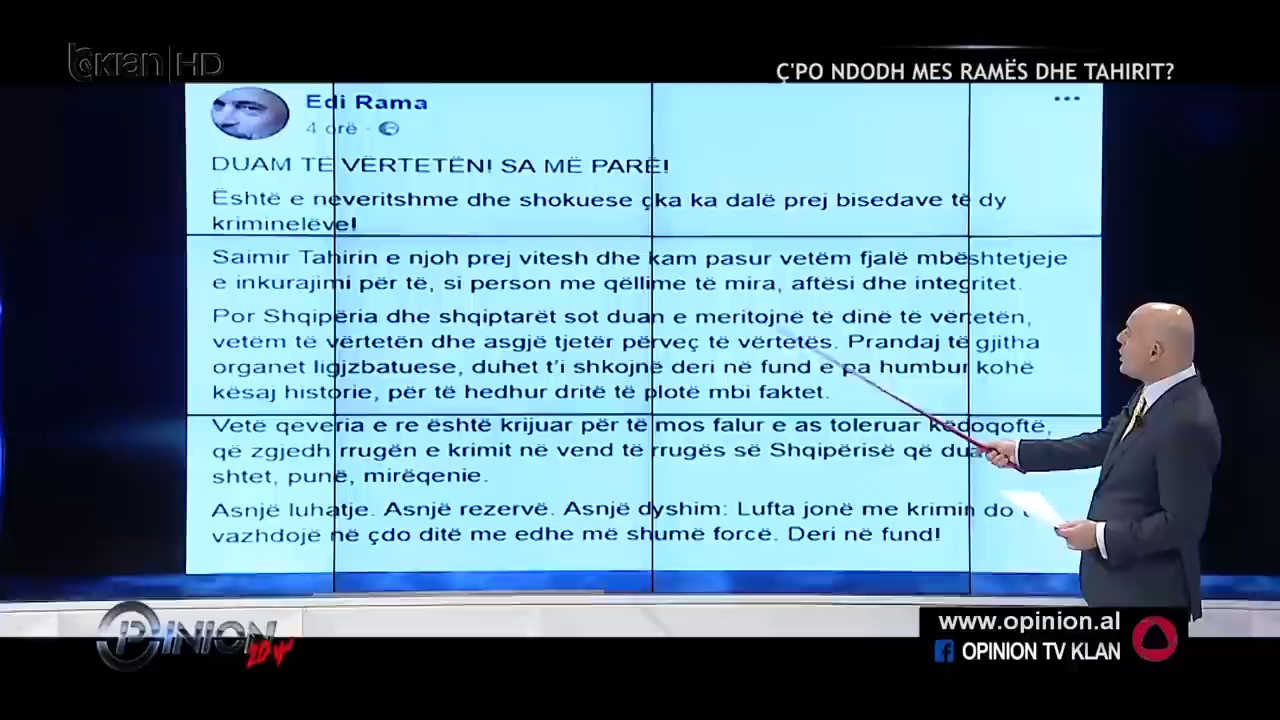 klan HD
Ç'PO NDODH MES RAMËS DHE TAHIRIT?
Edi Rama
4 orë
DUAM TË VËRTETËN! SA MË PARË!
Është e neveritshme dhe shokuese çka ka dalë prej bisedave të dy
kriminelëve!
Saimir Tahirin e njoh prej vitesh dhe kam pasur vetëm fjalë mbështetjeje
e inkurajimi për të, si person me qëllime të mira, aftësi dhe integritet.
Por Shqipëria dhe shqiptarët sot duan e meritojnë të dinë të vërtetën,
vetëm të vërtetën dhe asgjë tjetër përveç të vërtetës. Prandaj të gjitha
organet ligjzbatuese, duhet t'i shkojnë deri në fund e pa humbur kohë
kësaj historie, për të hedhur dritë të plotë mbi faktet.
Vetë qeveria e re është krijuar për të mos falur e as toleruar këdoqoftë,
që zgjedh rrugën e krimit në vend të rrugës së Shqipërisë që
shtet, punë, mirëqenie.
Asnjë luhatje. Asnjë rezervë. Asnjë dyshim: Lufta jonë me krimin do
vazhdojë në çdo ditë me edhe më shumë forcë. Deri në fund!
OPINION
www.opinion.al
OPINION TV KLAN